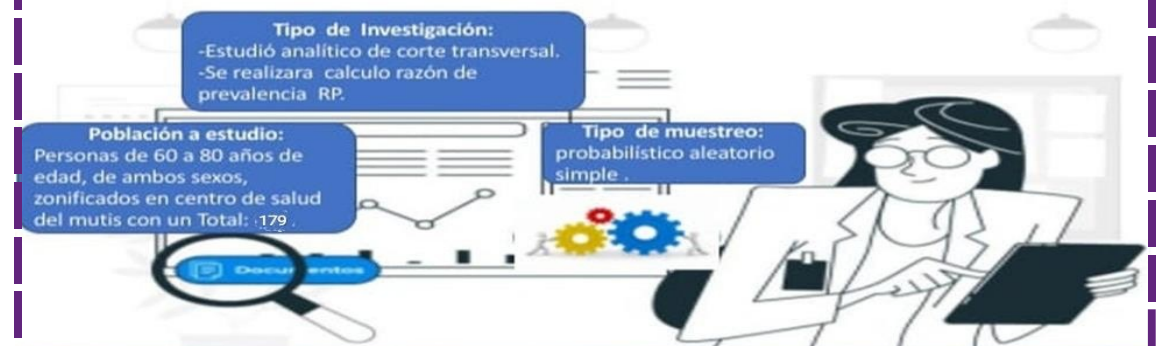 Tipo de Investigación:
-Estudió analítico de corte transversal.
-Se realizara calculo razón de
prevalencia RP.
Población a estudio:
Personas de 60 a 80 años de
edad, de ambos sexos,
zonificados en centro de salud
del mutis con un Total: 179 .
Tipo de muestreo:
probabilístico aleatorio
simple .
Documentos